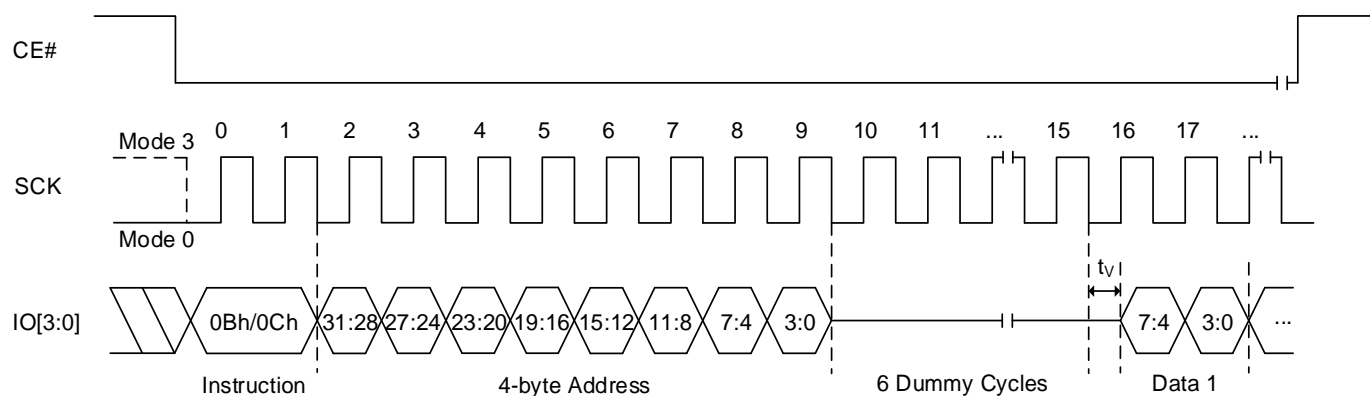 CE#
Mode 3 0 1 2 3 4 5 6 7 8 9 10 11 ... 15 16 17 ...
SCK
Mode 0
tV
IO[3:0] 0Bh/0Ch 31:28 27:24 23:20 19:16 15:12 11:8 7:4 3:0 7:4 3:0 ...
Instruction 4-byte Address 6 Dummy Cycles Data 1